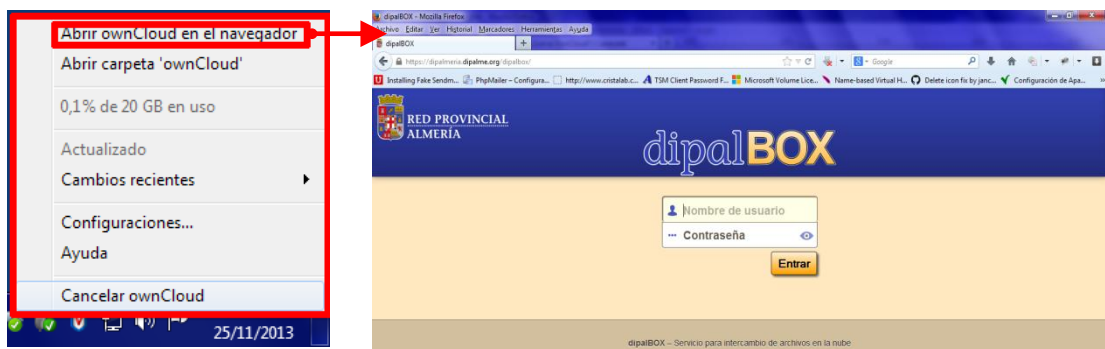 Abrir ownCloud en el navegador
Abrir carpeta 'ownCloud'
0,1% de 20 GB en uso
Actualizado
Cambios recientes
Configuraciones...
Ayuda
Cancelar ownCloud
25/11/2013
dipalBOX - Mozilla Firefox
Archivo Editar Ver Historial Marcadores Herramientas Ayuda
dipalBOX
https://dipalmeria.dipalme.org/dipalbox/
Google
Installing Fake Sendm... PhpMailer – Configura... http://www.cristalab.c... TSM Client Password F... Microsoft Volume Lice... Name-based Virtual H... Delete icon fix by janc... Configuración de Apa...
RED PROVINCIAL
ALMERÍA
dipalBOX
Nombre de usuario
Contraseña
Entrar
dipalBOX – Servicio para intercambio de archivos en la nube